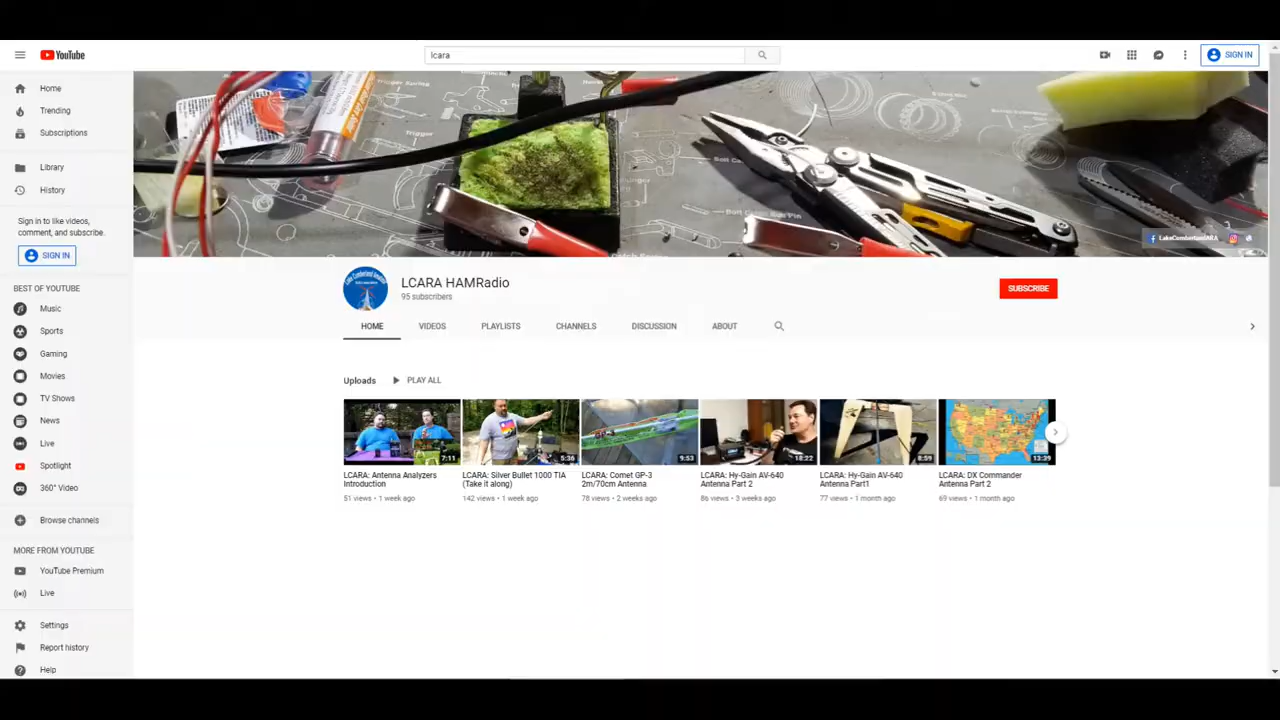 YouTube
lcara
SIGN IN
Home
Trending
Subscriptions
Library
History
Sign in to like videos,
comment, and subscribe.
SIGN IN
BEST OF YOUTUBE
Music
Sports
Gaming
Movies
TV Shows
News
Live
Spotlight
360° Video
Browse channels
MORE FROM YOUTUBE
YouTube Premium
Live
Settings
Report history
Help
Trigger
Bolt Catch
LakeCumberlandARA
LCARA HAMRadio
95 subscribers
SUBSCRIBE
HOME
VIDEOS
PLAYLISTS
CHANNELS
DISCUSSION
ABOUT
Uploads
PLAY ALL
7:11
5:36
9:53
18:22
8:59
13:39
LCARA: Antenna Analyzers
Introduction
51 views • 1 week ago
LCARA: Silver Bullet 1000 TIA
(Take it along)
142 views • 1 week ago
LCARA: Comet GP-3
2m/70cm Antenna
78 views • 2 weeks ago
LCARA: Hy-Gain AV-640
Antenna Part 2
86 views • 3 weeks ago
LCARA: Hy-Gain AV-640
Antenna Part1
77 views • 1 month ago
LCARA: DX Commander
Antenna Part 2
69 views • 1 month ago